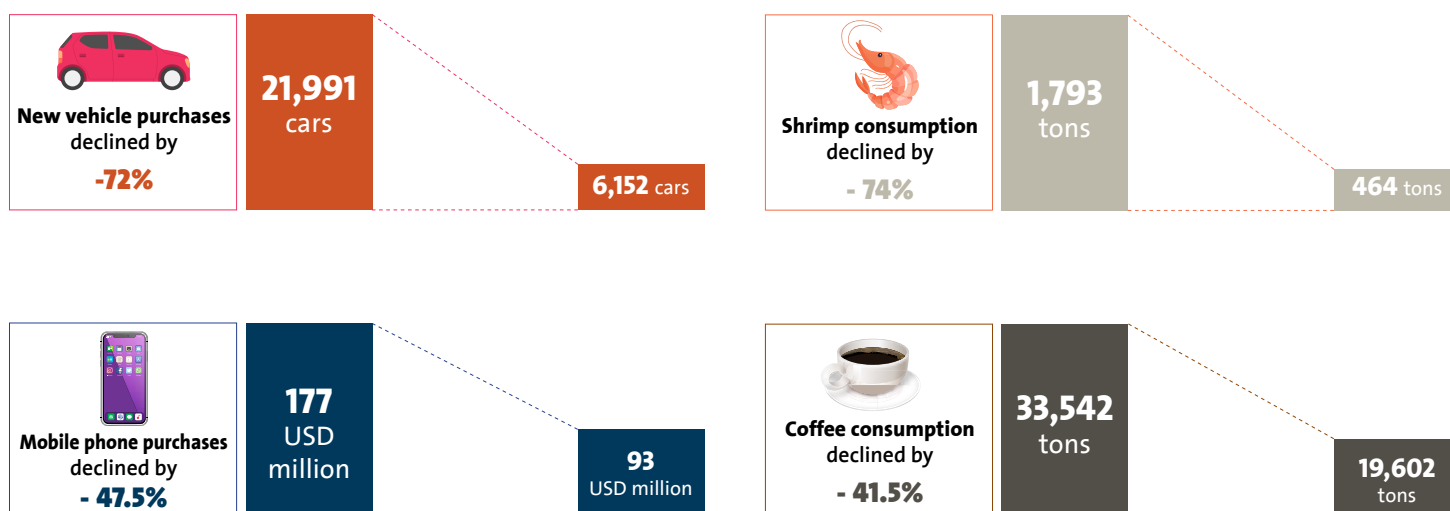 New vehicle purchases
declined by
-72%
21,991
cars
6,152 cars
Shrimp consumption
declined by
- 74%
1,793
tons
464 tons
Mobile phone purchases
declined by
- 47.5%
177
USD
million
93
USD million
Coffee consumption
declined by
- 41.5%
33,542
tons
19,602
tons